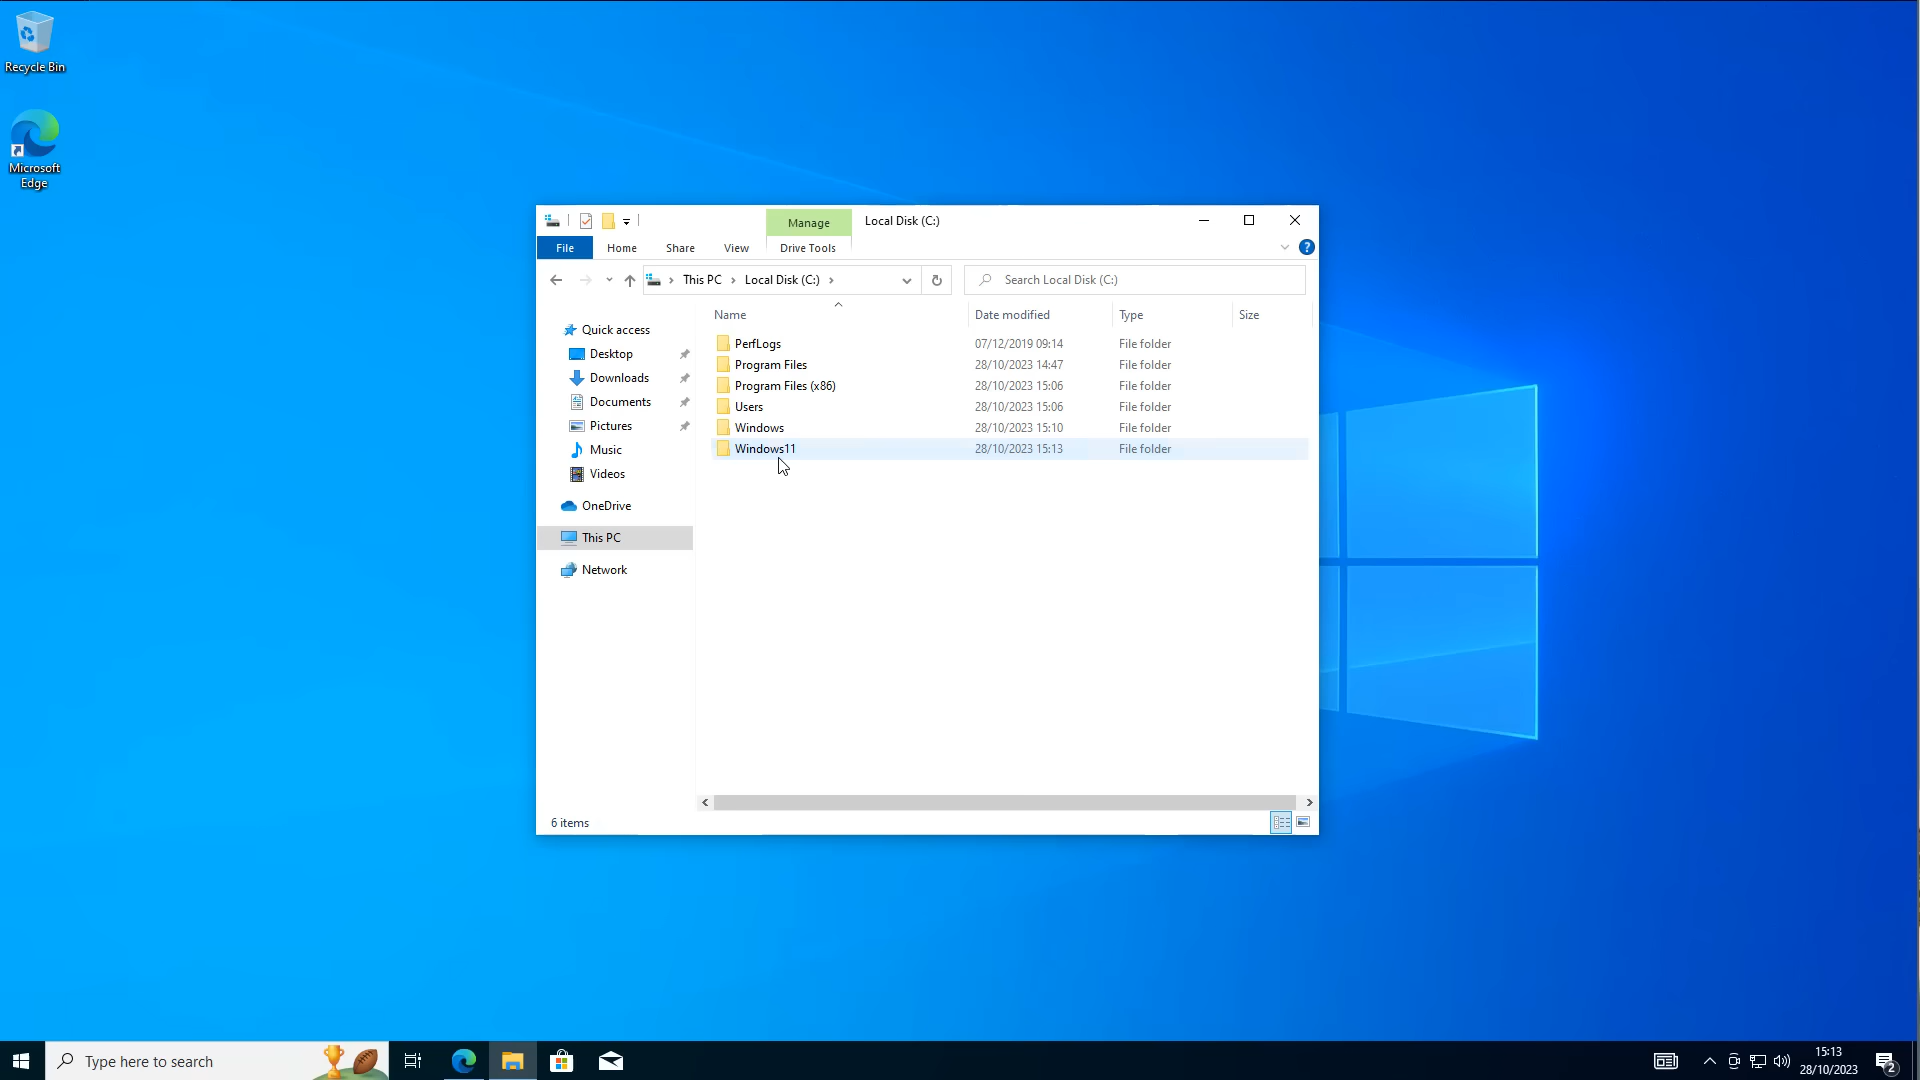 Recycle Bin
Microsoft
Edge
Manage
Local Disk (C:)
File
Home
Share
View
Drive Tools
?
This PC
Local Disk (C:)
Search Local Disk (C:)
Name
Date modified
Type
Size
Quick access
Desktop
Downloads
Documents
Pictures
Music
Videos
OneDrive
This PC
Network
PerfLogs 07/12/2019 09:14 File folder
Program Files 28/10/2023 14:47 File folder
Program Files (x86) 28/10/2023 15:06 File folder
Users 28/10/2023 15:06 File folder
Windows 28/10/2023 15:10 File folder
Windows11 28/10/2023 15:13 File folder
6 items
Type here to search
15:13
28/10/2023
2